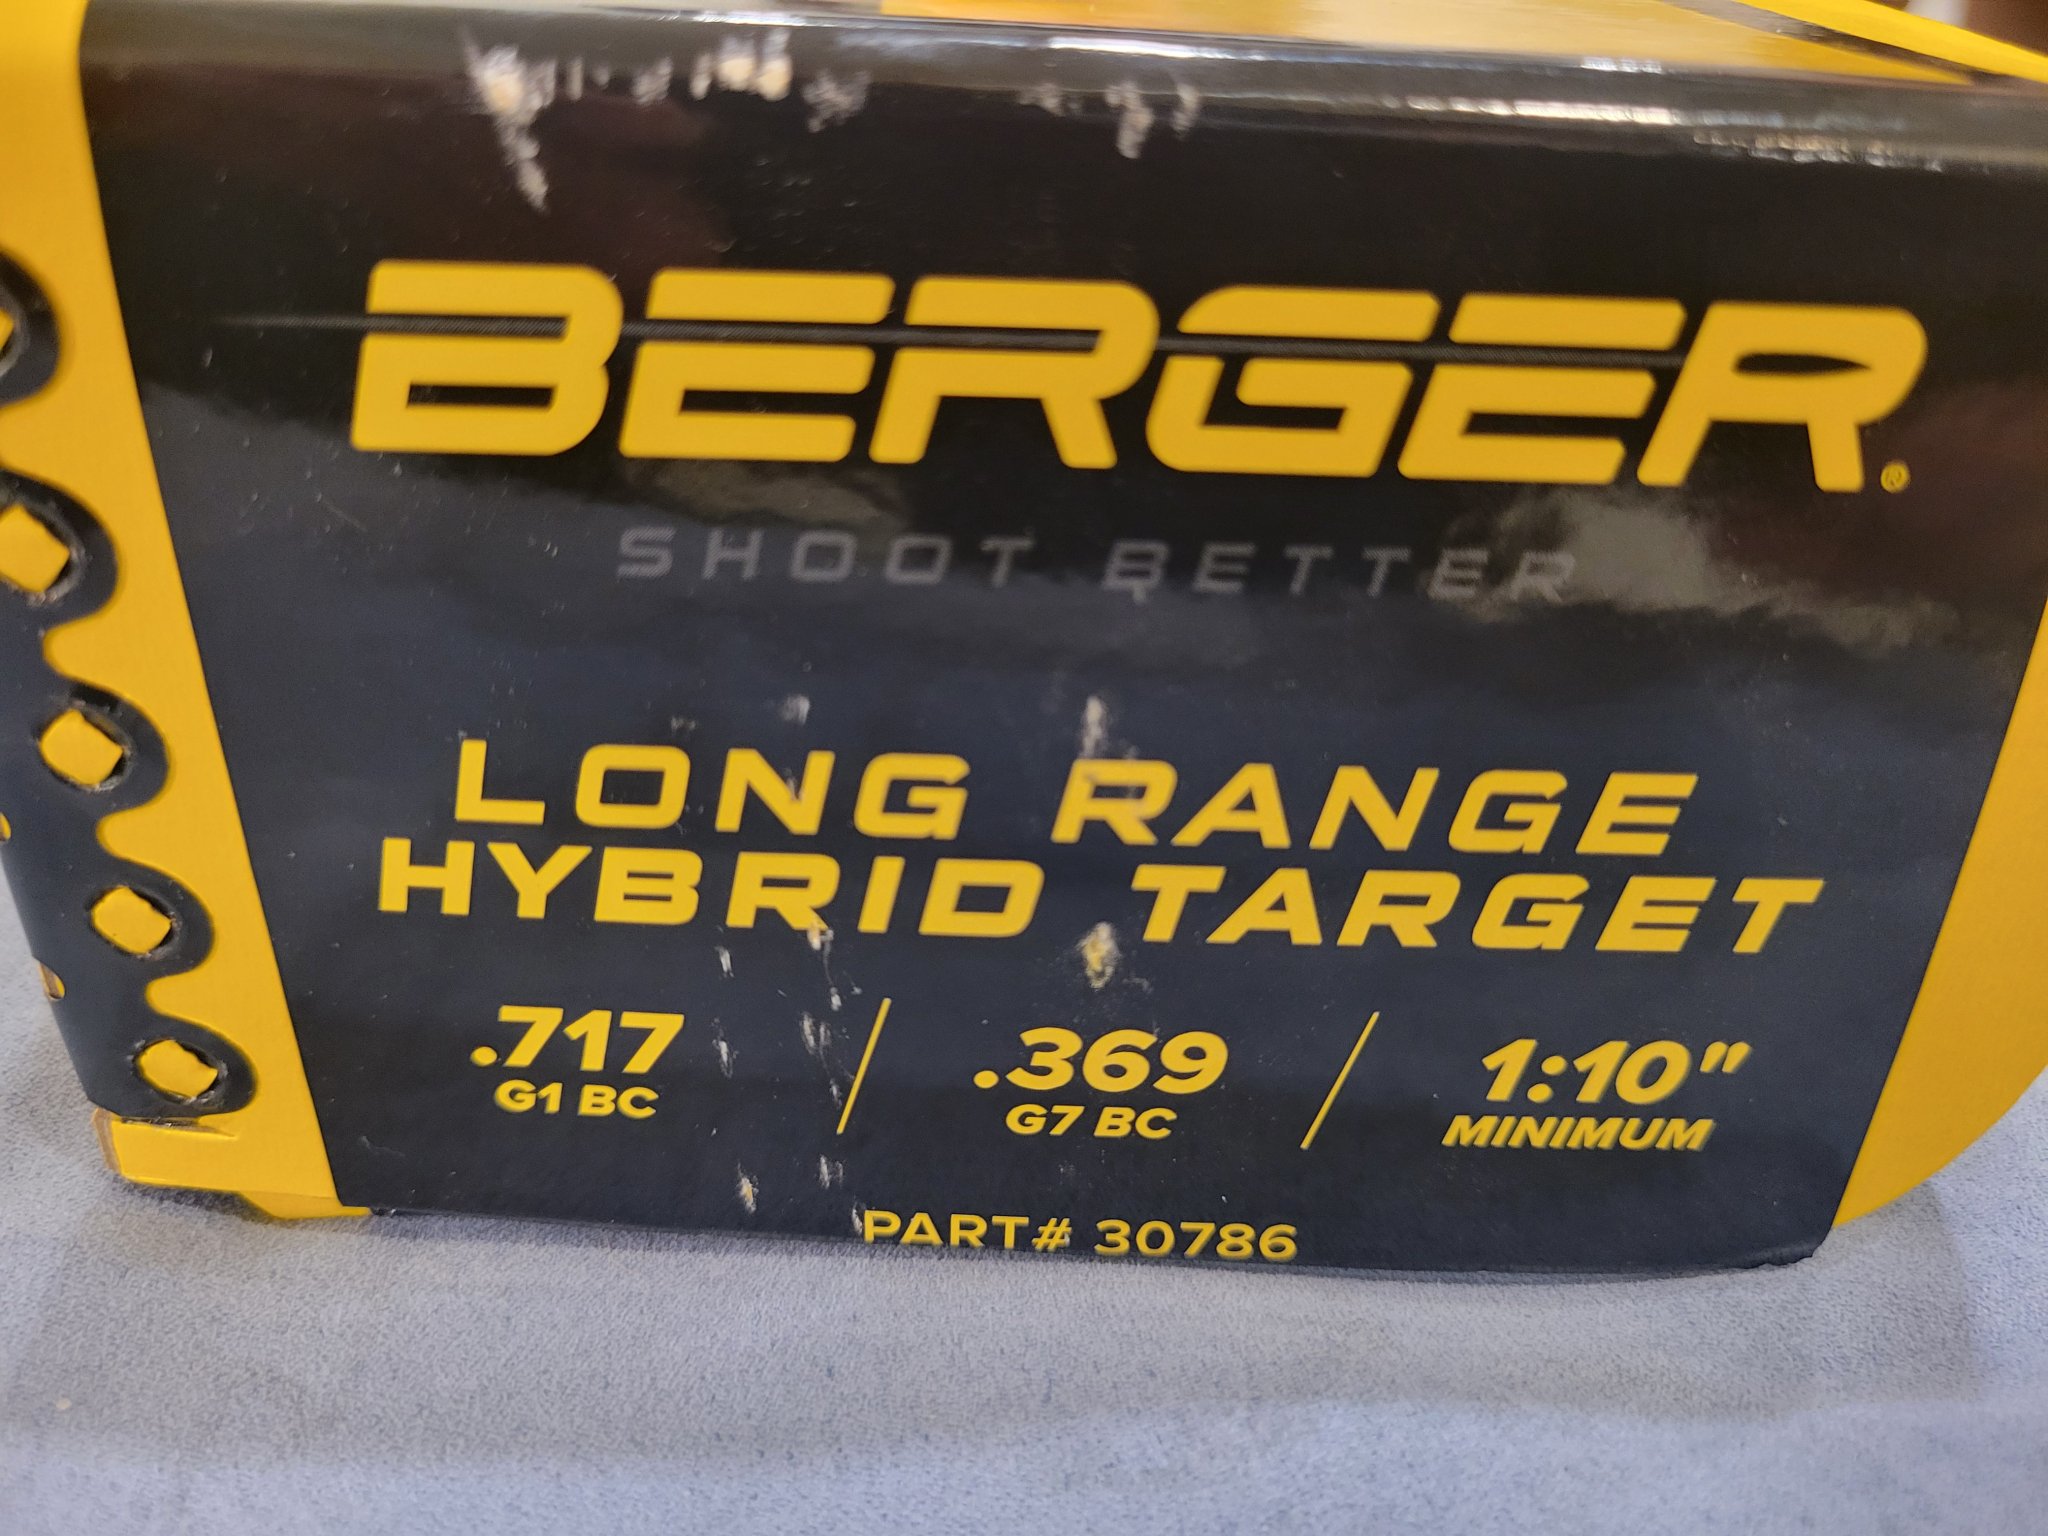 BERGER®
SHOOT BETTER
LONG RANGE
HYBRID TARGET
.717 / .369 / 1:10"
G1 BC G7 BC MINIMUM
PART# 30786